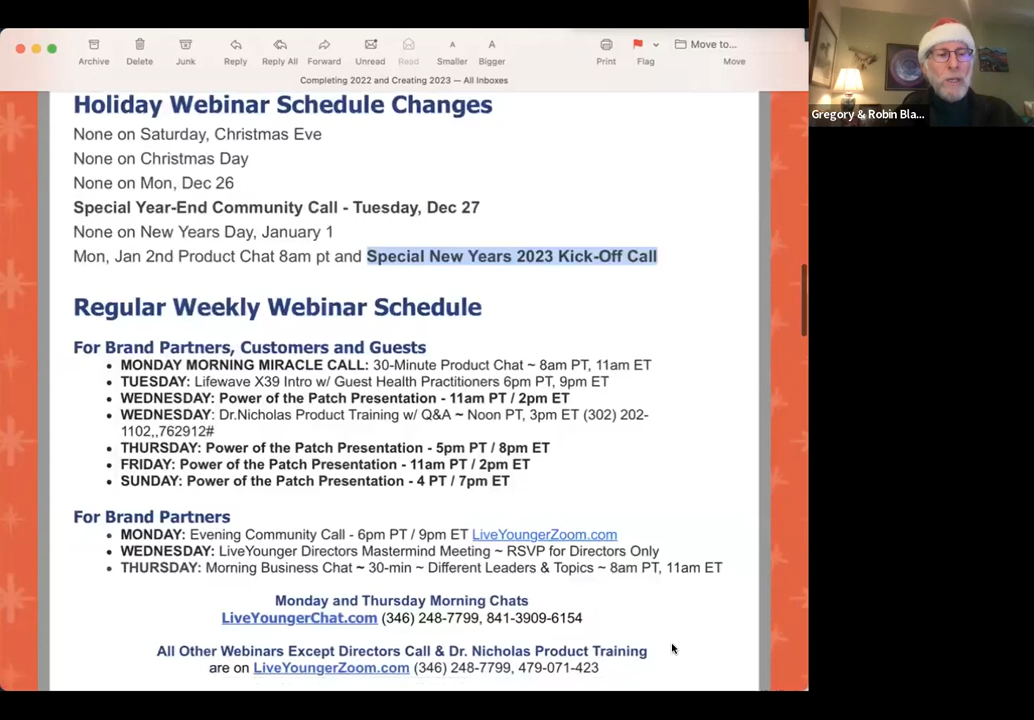 Archive
Delete
Junk
Reply
Reply All
Forward
Unread
Read
A
Smaller
A
Bigger
Print
Flag
Move to...
Move
Completing 2022 and Creating 2023 — All Inboxes
Gregory & Robin Bla...
Holiday Webinar Schedule Changes
None on Saturday, Christmas Eve
None on Christmas Day
None on Mon, Dec 26
Special Year-End Community Call - Tuesday, Dec 27
None on New Years Day, January 1
Mon, Jan 2nd Product Chat 8am pt and Special New Years 2023 Kick-Off Call
Regular Weekly Webinar Schedule
For Brand Partners, Customers and Guests
• MONDAY MORNING MIRACLE CALL: 30-Minute Product Chat ~ 8am PT, 11am ET
• TUESDAY: Lifewave X39 Intro w/ Guest Health Practitioners 6pm PT, 9pm ET
• WEDNESDAY: Power of the Patch Presentation - 11am PT / 2pm ET
• WEDNESDAY: Dr.Nicholas Product Training w/ Q&A ~ Noon PT, 3pm ET (302) 202-
1102,,762912#
• THURSDAY: Power of the Patch Presentation - 5pm PT / 8pm ET
• FRIDAY: Power of the Patch Presentation - 11am PT / 2pm ET
• SUNDAY: Power of the Patch Presentation - 4 PT / 7pm ET
For Brand Partners
• MONDAY: Evening Community Call - 6pm PT / 9pm ET LiveYoungerZoom.com
• WEDNESDAY: LiveYounger Directors Mastermind Meeting ~ RSVP for Directors Only
• THURSDAY: Morning Business Chat ~ 30-min ~ Different Leaders & Topics ~ 8am PT, 11am ET
Monday and Thursday Morning Chats
LiveYoungerChat.com (346) 248-7799, 841-3909-6154
All Other Webinars Except Directors Call & Dr. Nicholas Product Training
are on LiveYoungerZoom.com (346) 248-7799, 479-071-423